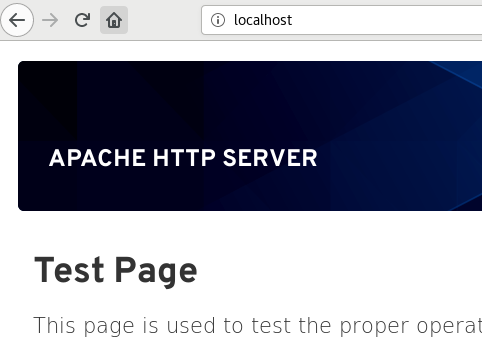 localhost
APACHE HTTP SERVER
Test Page
This page is used to test the proper operat